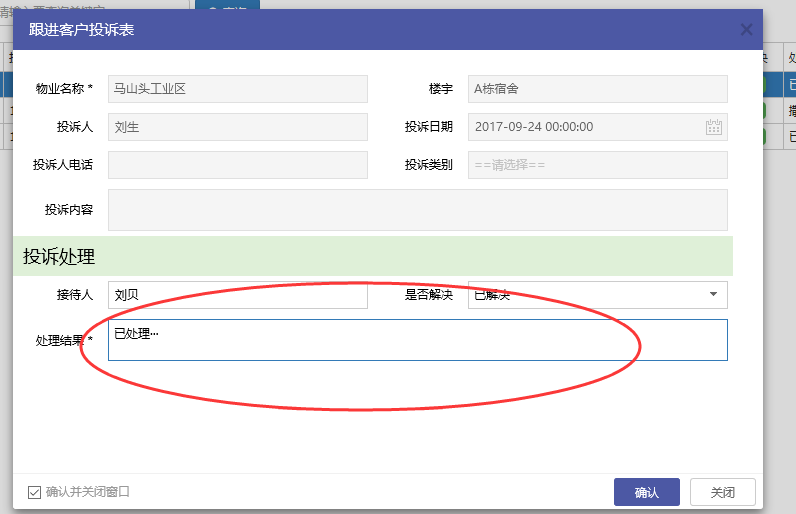 跟进客户投诉表
物业名称 * 马山头工业区 楼宇 A栋宿舍
投诉人 刘生 投诉日期 2017-09-24 00:00:00
投诉人电话 投诉类别 ==请选择==
投诉内容
投诉处理
接待人 刘贝 是否解决 已解决
处理结果 * 已处理...
确认并关闭窗口 确认 关闭